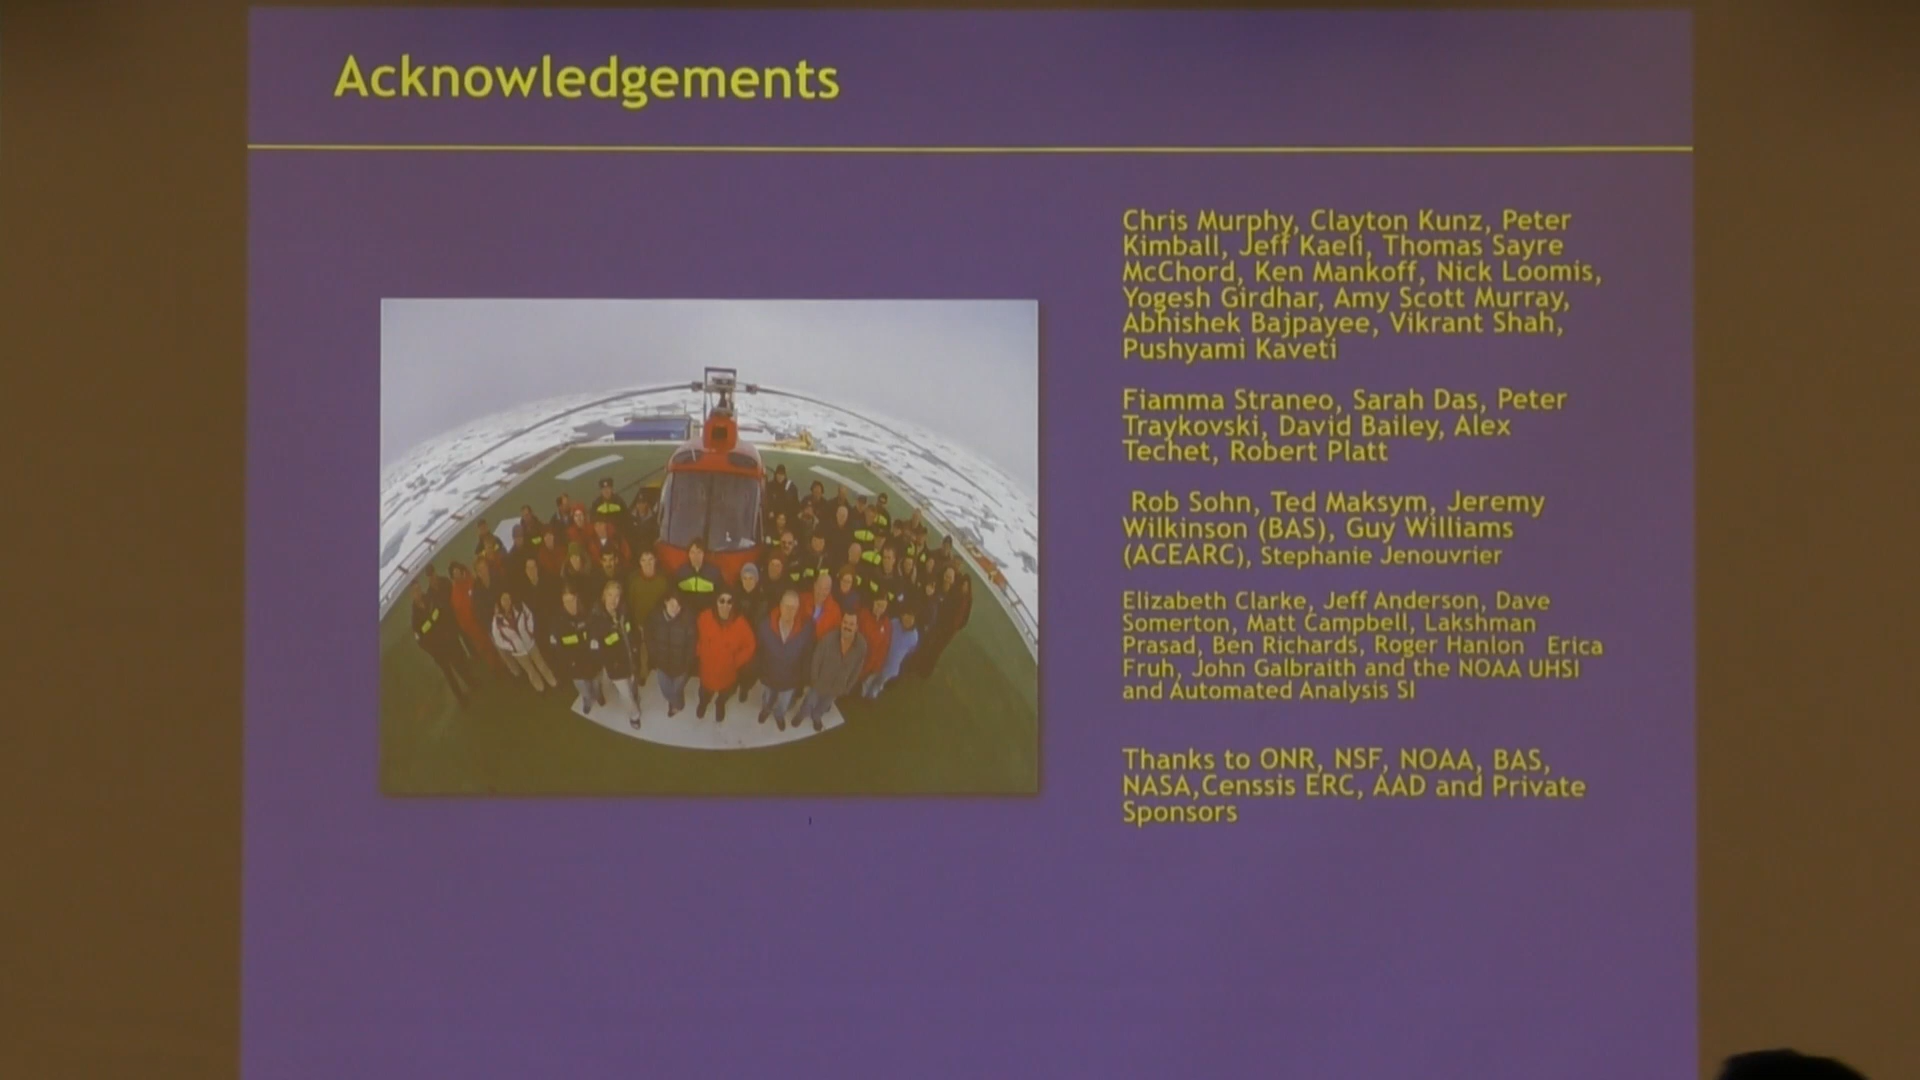 Acknowledgements
Chris Murphy, Clayton Kunz, Peter
Kimball, Jeff Kaeli, Thomas Sayre
McChord, Ken Mankoff, Nick Loomis,
Yogesh Girdhar, Amy Scott Murray,
Abhishek Bajpayee, Vikrant Shah,
Pushyami Kaveti
Fiamma Straneo, Sarah Das, Peter
Traykovski, David Bailey, Alex
Techet, Robert Platt
Rob Sohn, Ted Maksym, Jeremy
Wilkinson (BAS), Guy Williams
(ACEARC), Stephanie Jenouvrier
Elizabeth Clarke, Jeff Anderson, Dave
Somerton, Matt Campbell, Lakshman
Prasad, Ben Richards, Roger Hanlon Erica
Fruh, John Galbraith and the NOAA UHSI
and Automated Analysis SI
Thanks to ONR, NSF, NOAA, BAS,
NASA,Censsis ERC, AAD and Private
Sponsors